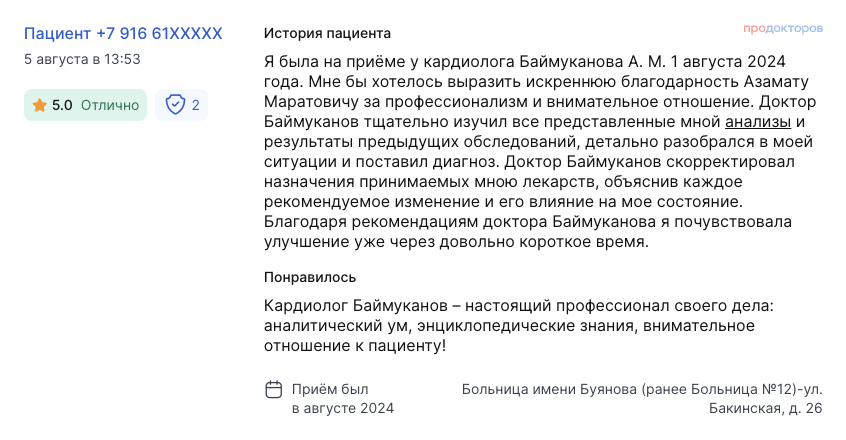 Пациент +7 916 61XXXXX
5 августа в 13:53
5.0 Отлично
2
продокторов
История пациента
Я была на приёме у кардиолога Баймуканова А. М. 1 августа 2024
года. Мне бы хотелось выразить искреннюю благодарность Азамату
Маратовичу за профессионализм и внимательное отношение. Доктор
Баймуканов тщательно изучил все представленные мной анализы и
результаты предыдущих обследований, детально разобрался в моей
ситуации и поставил диагноз. Доктор Баймуканов скорректировал
назначения принимаемых мною лекарств, объяснив каждое
рекомендуемое изменение и его влияние на мое состояние.
Благодаря рекомендациям доктора Баймуканова я почувствовала
улучшение уже через довольно короткое время.
Понравилось
Кардиолог Баймуканов – настоящий профессионал своего дела:
аналитический ум, энциклопедические знания, внимательное
отношение к пациенту!
Приём был
в августе 2024
Больница имени Буянова (ранее Больница №12)-ул.
Бакинская, д. 26